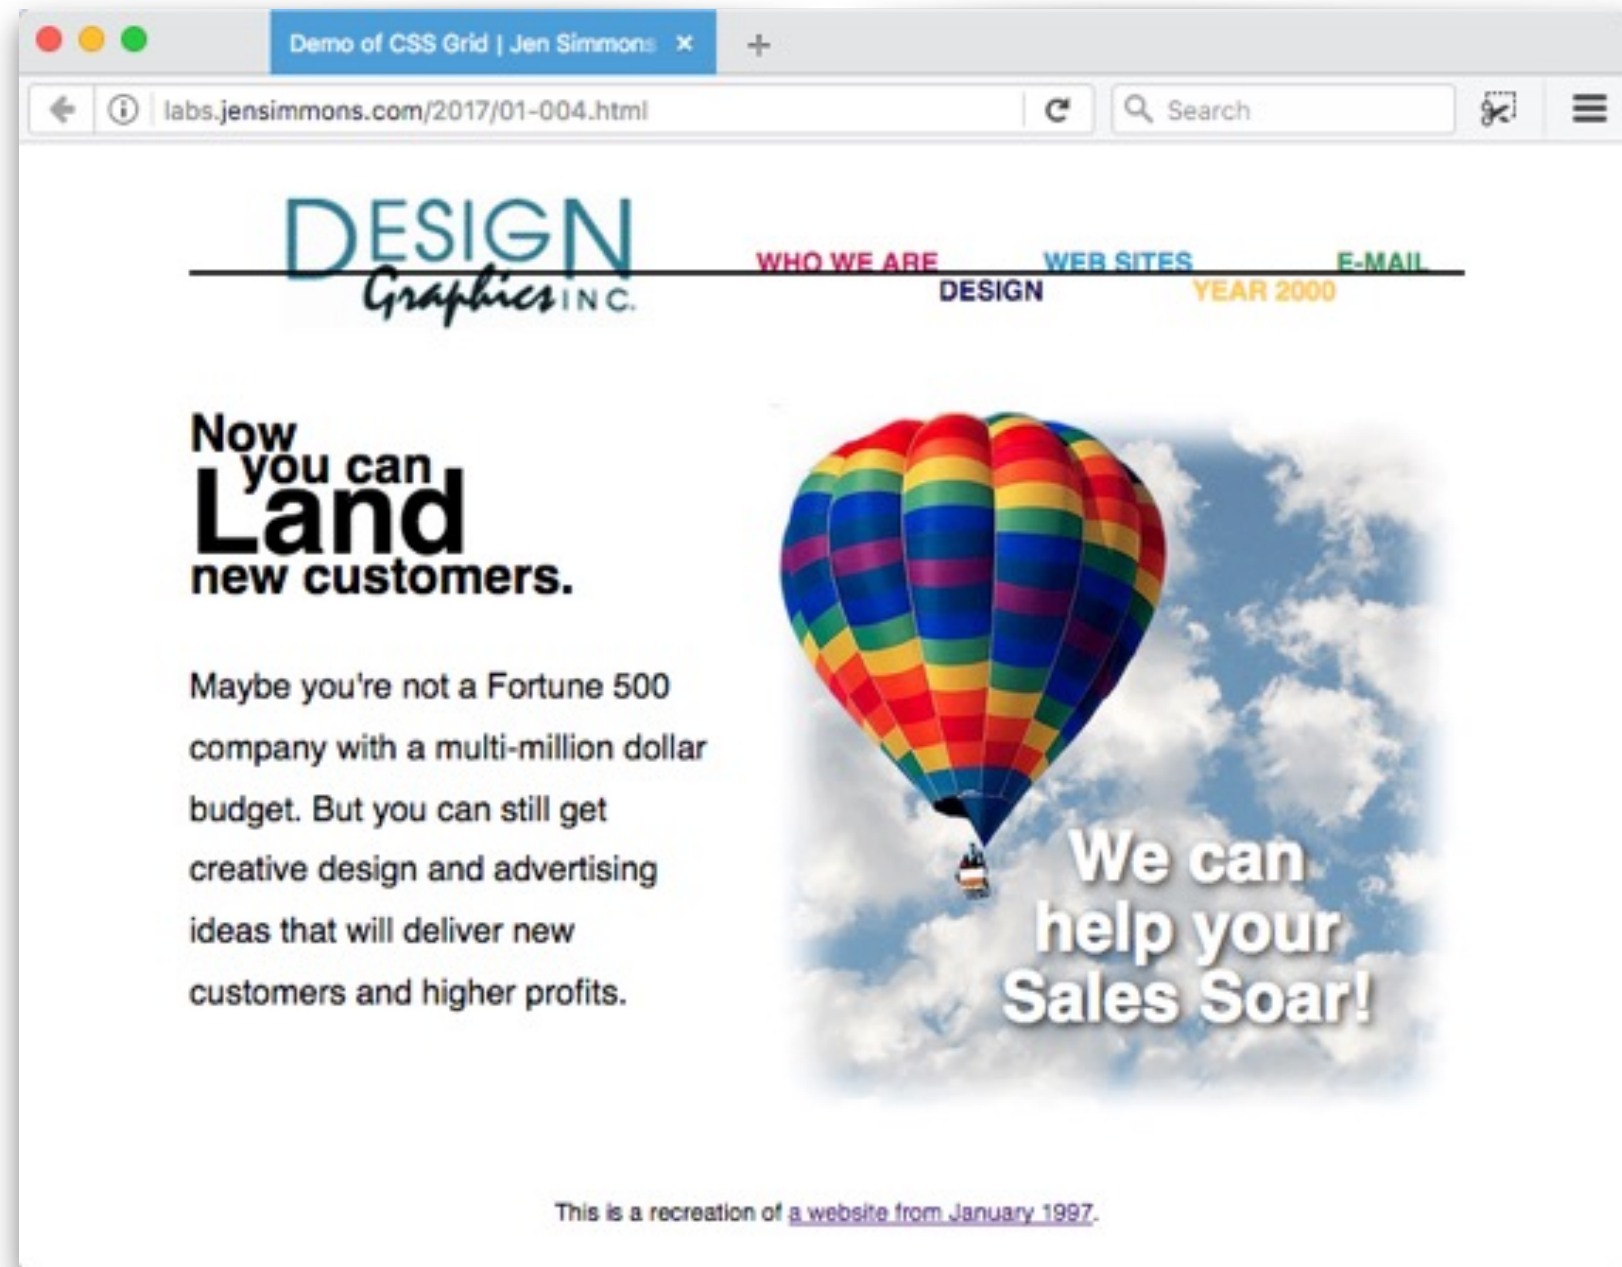 Demo of CSS Grid | Jen Simmons
labs.jensimmons.com/2017/01-004.html
Search
DESIGN
Graphics INC.
WHO WE ARE
WEB SITES
E-MAIL
DESIGN
YEAR 2000
Now
you can
Land
new customers.
Maybe you're not a Fortune 500
company with a multi-million dollar
budget. But you can still get
creative design and advertising
ideas that will deliver new
customers and higher profits.
We can
help your
Sales Soar!
This is a recreation of a website from January 1997.